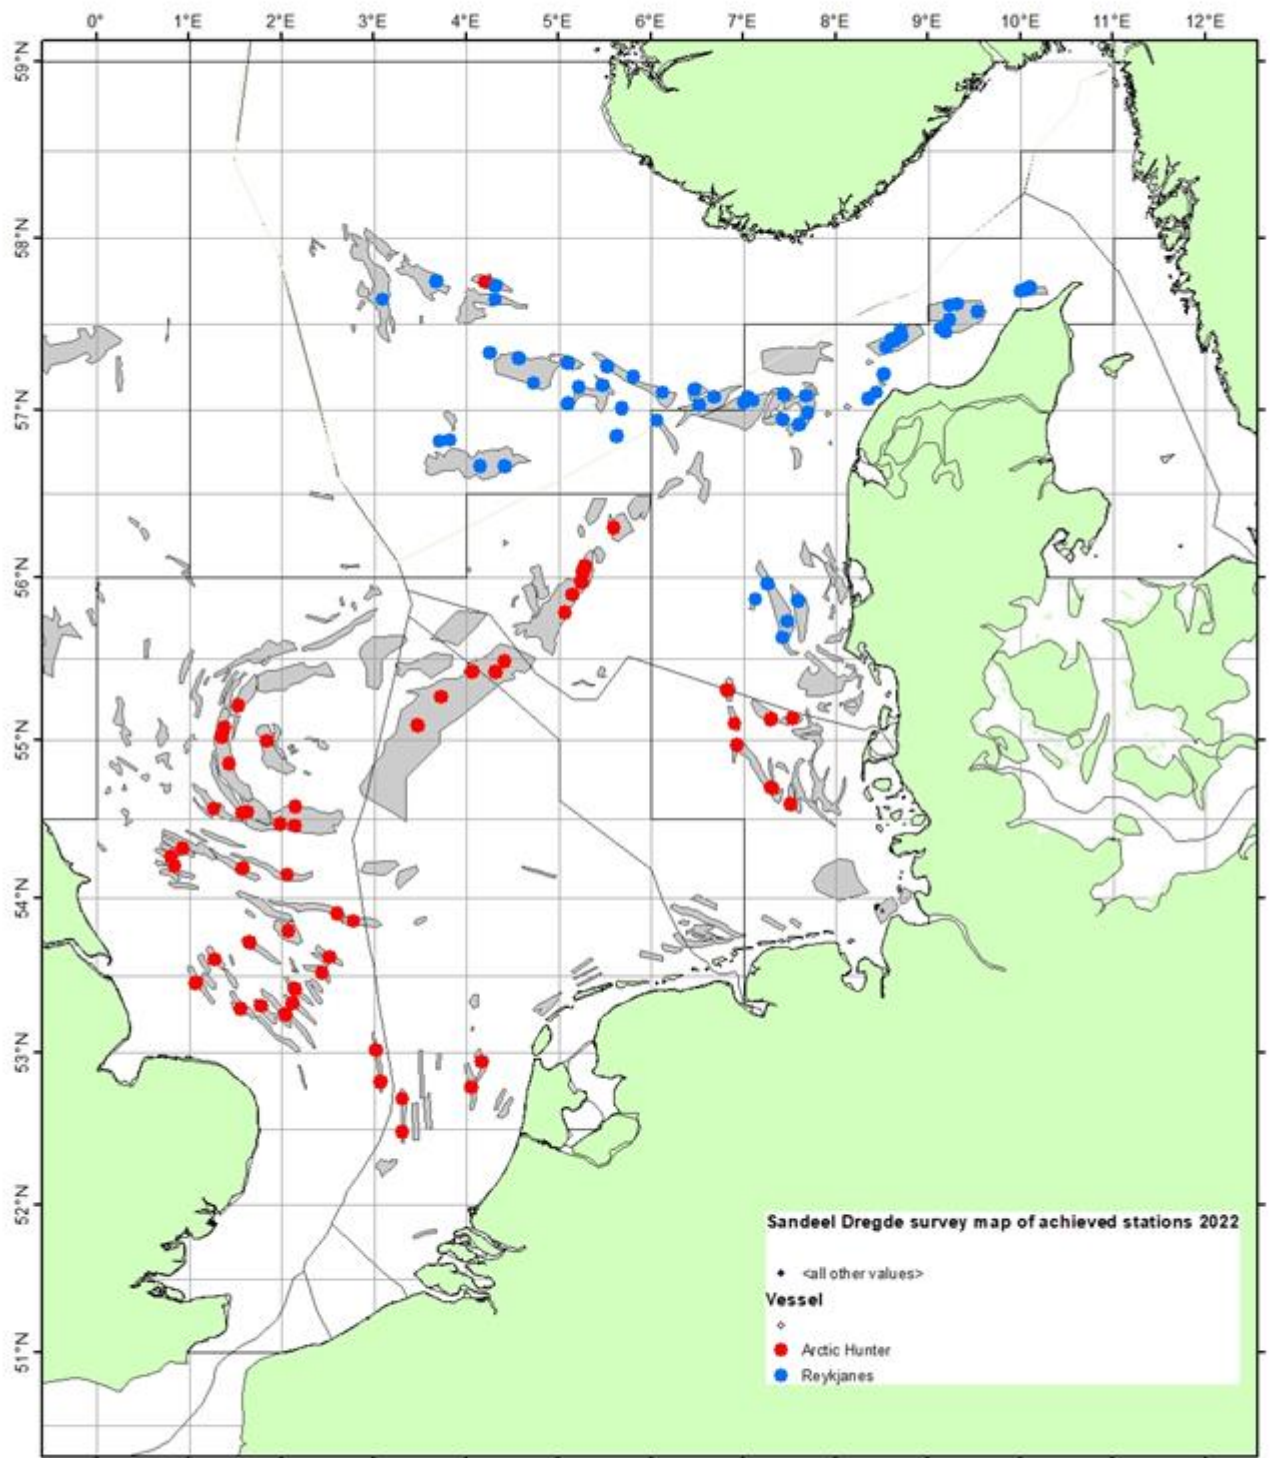 0° 1°E 2°E 3°E 4°E 5°E 6°E 7°E 8°E 9°E 10°E 11°E 12°E
59°N
58°N
57°N
56°N
55°N
54°N
53°N
52°N
51°N
Sandeel Dregde survey map of achieved stations 2022
<all other values>
Vessel
Arctic Hunter
Reykjanes